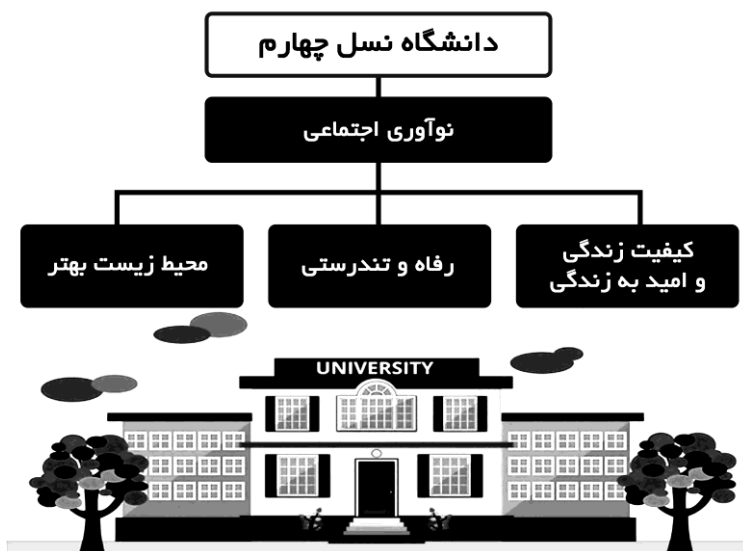 دانشگاه نسل چهارم
نوآوری اجتماعی
کیفیت زندگی
و امید به زندگی
رفاه و تندرستی
محیط زیست بهتر
UNIVERSITY